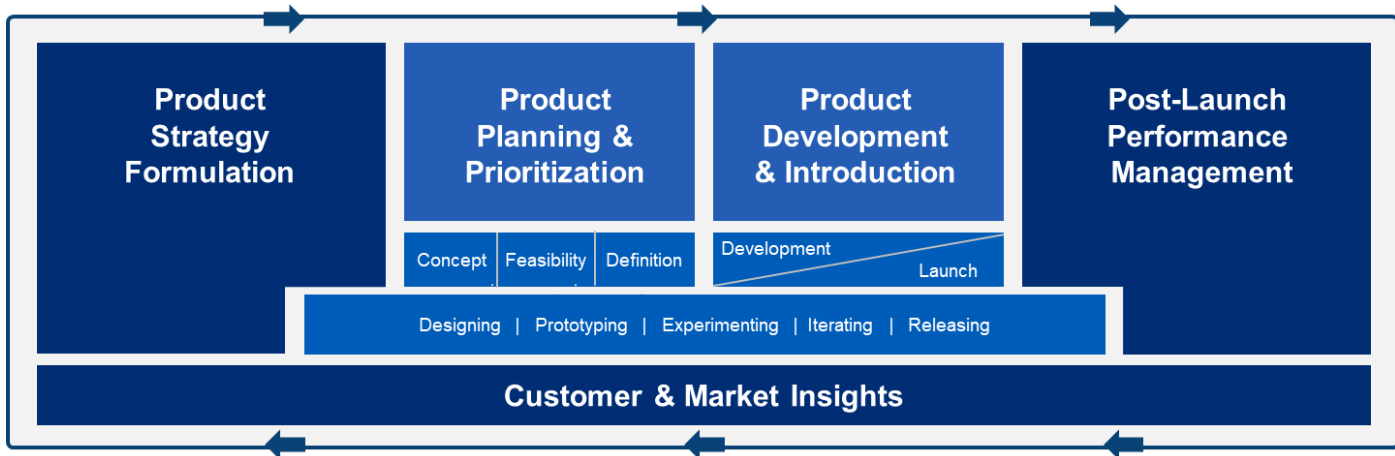 Product
Strategy
Formulation
Product
Planning &
Prioritization
Product
Development
& Introduction
Post-Launch
Performance
Management
Concept
Feasibility
Definition
Development
Launch
Designing | Prototyping | Experimenting | Iterating | Releasing
Customer & Market Insights